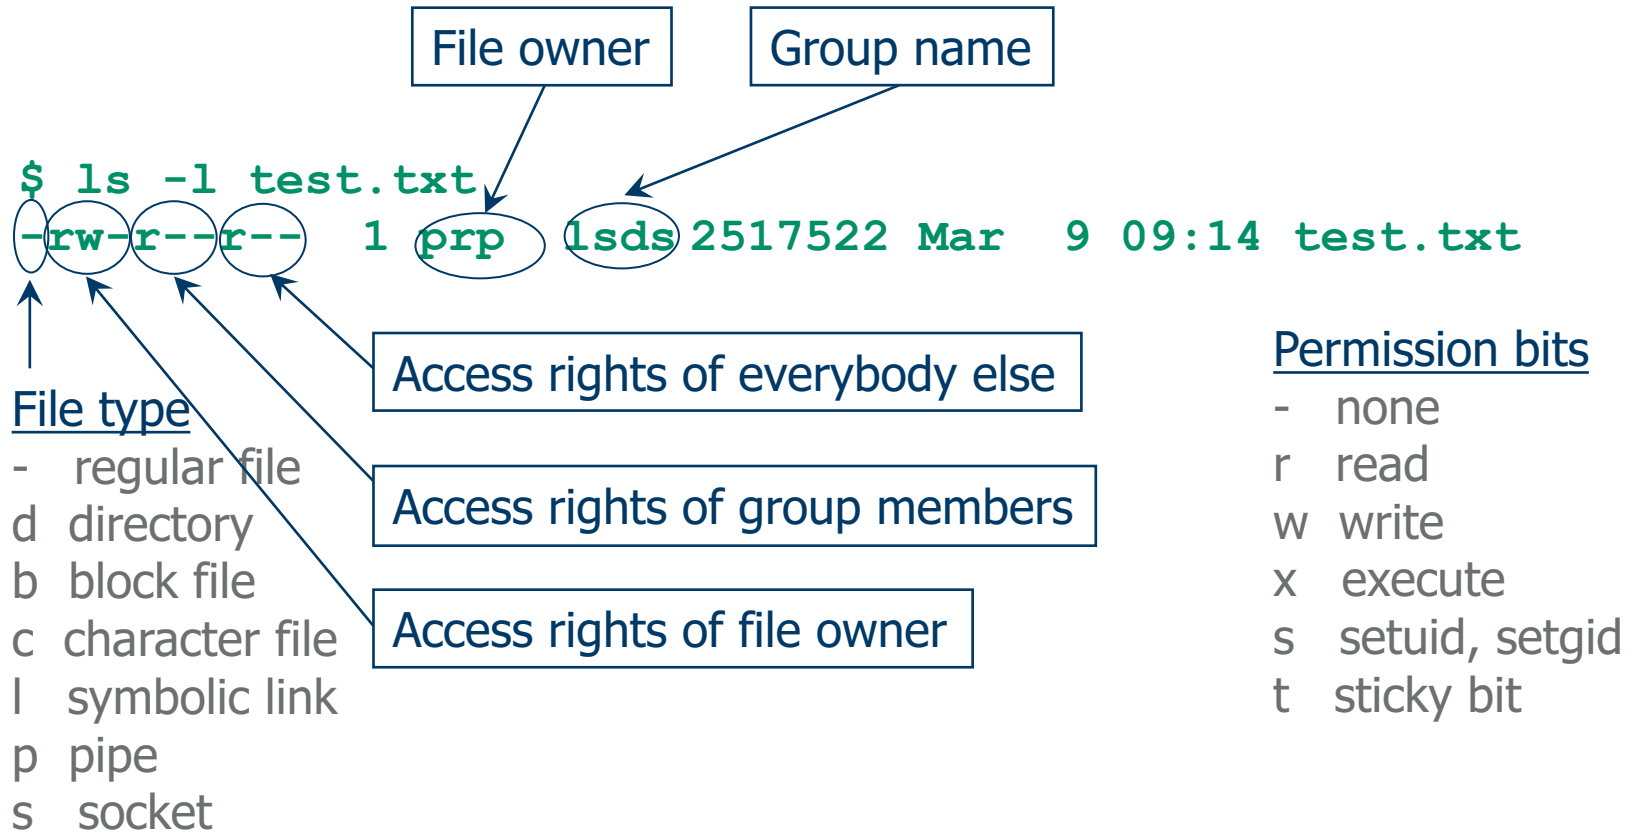 File owner
Group name
$ ls -l test.txt
-rw-r--r--  1 prp  lsds 2517522 Mar  9 09:14 test.txt
Access rights of everybody else
Access rights of group members
Access rights of file owner
File type
- regular file
d directory
b block file
c character file
l symbolic link
p pipe
s socket
Permission bits
- none
r read
w write
x execute
s setuid, setgid
t sticky bit